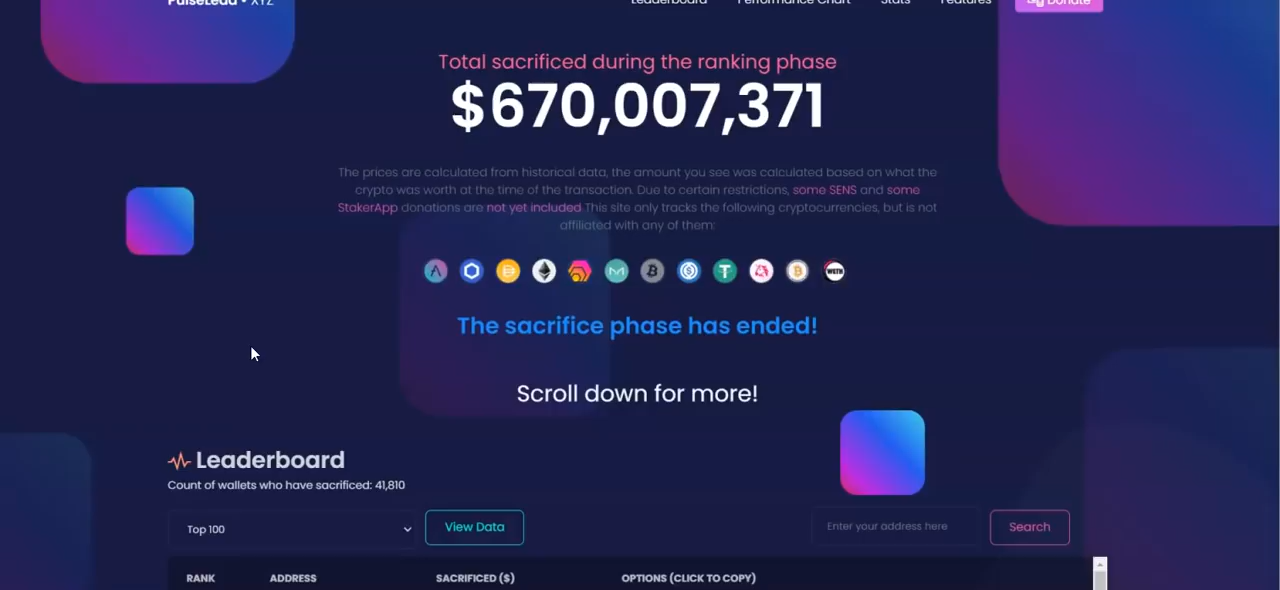 PulseLead • XYZ
Leaderboard Performance Chart Stats Features Donate
Total sacrificed during the ranking phase
$670,007,371
The prices are calculated from historical data, the amount you see was calculated based on what the
crypto was worth at the time of the transaction. Due to certain restrictions, some SENS and some
StakerApp donations are not yet included This site only tracks the following cryptocurrencies, but is not
affiliated with any of them:
WETH
The sacrifice phase has ended!
Scroll down for more!
Leaderboard
Count of wallets who have sacrificed: 41,810
Top 100 View Data Enter your address here Search
RANK ADDRESS SACRIFICED ($) OPTIONS (CLICK TO COPY)